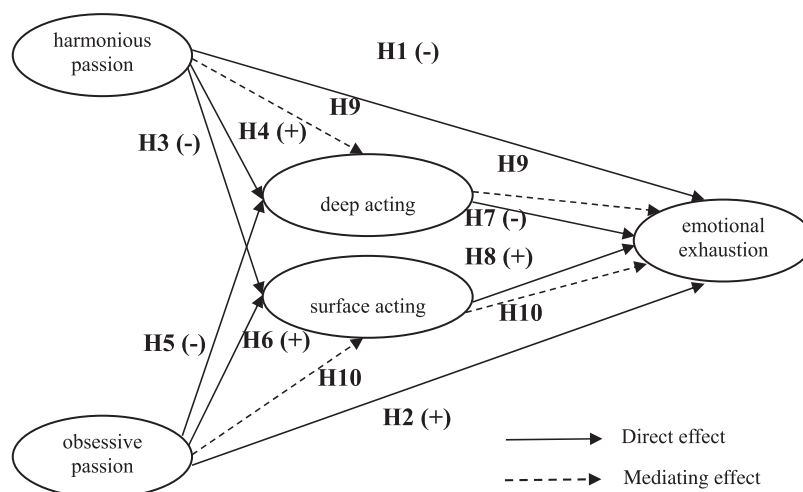 harmonious
passion
H1 (-)
H9
H4 (+)
H3 (-)
H9
deep acting
H7 (-)
emotional
exhaustion
H8 (+)
surface acting
H10
H5 (-)
H6 (+)
H10
H2 (+)
obsessive
passion
Direct effect
Mediating effect